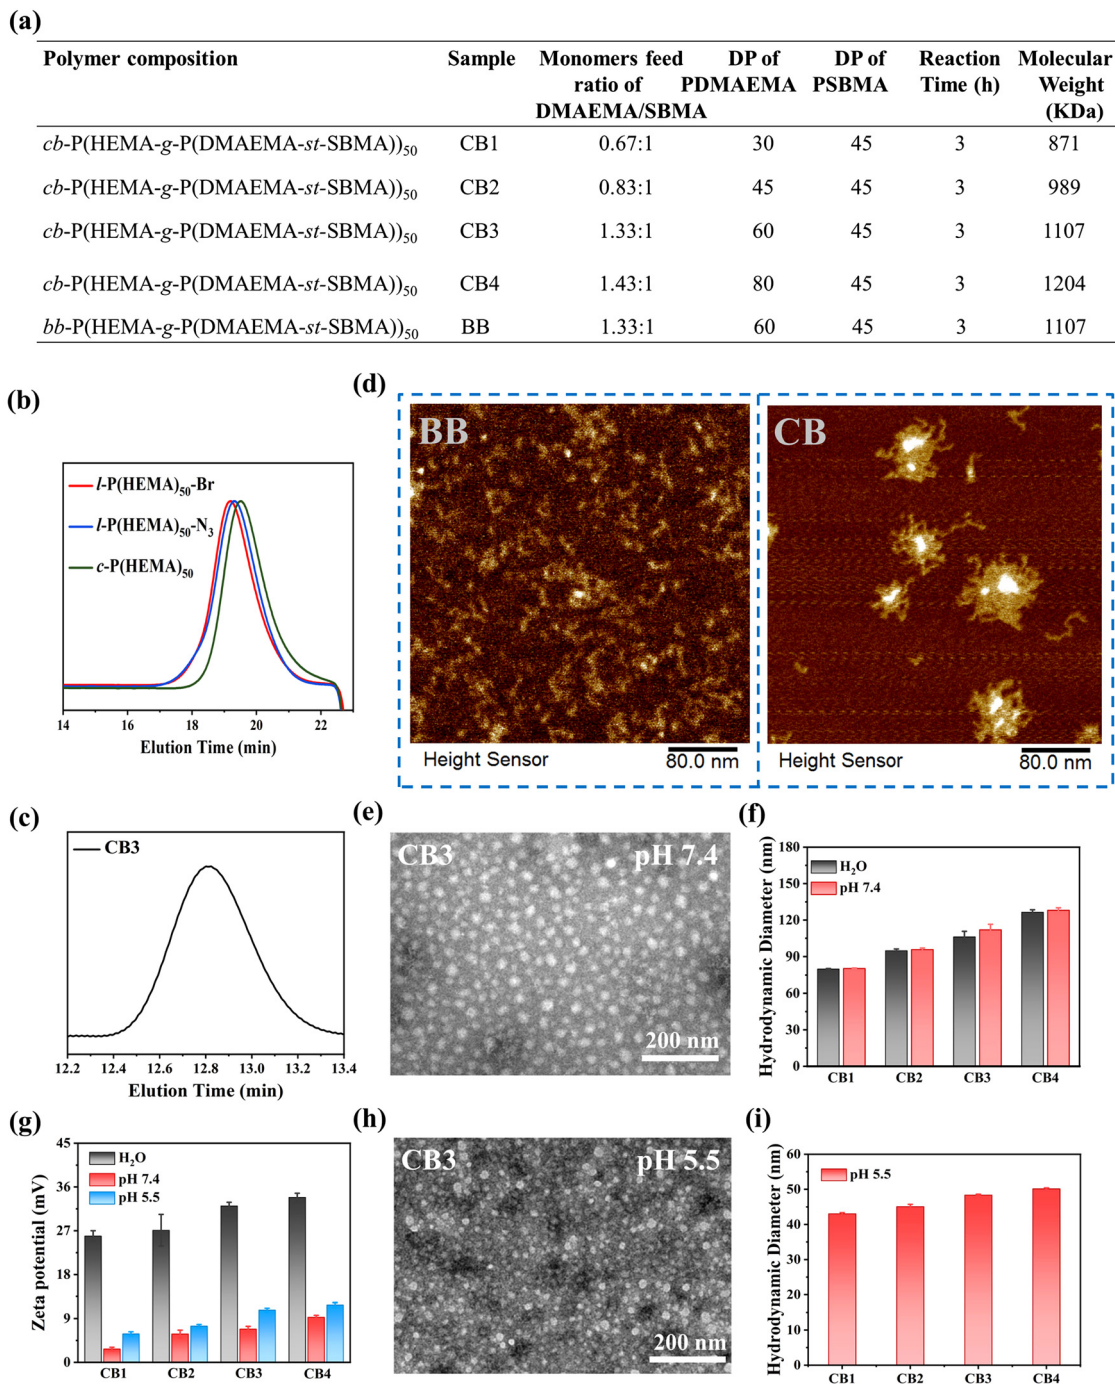 (a)
Polymer composition Sample Monomers feed DP of DP of Reaction Molecular
ratio of PDMAEMA PSBMA Time (h) Weight
DMAEMA/SBMA (KDa)
cb-P(HEMA-g-P(DMAEMA-st-SBMA))50 CB1 0.67:1 30 45 3 871
cb-P(HEMA-g-P(DMAEMA-st-SBMA))50 CB2 0.83:1 45 45 3 989
cb-P(HEMA-g-P(DMAEMA-st-SBMA))50 CB3 1.33:1 60 45 3 1107
cb-P(HEMA-g-P(DMAEMA-st-SBMA))50 CB4 1.43:1 80 45 3 1204
bb-P(HEMA-g-P(DMAEMA-st-SBMA))50 BB 1.33:1 60 45 3 1107
(b)
l-P(HEMA)50-Br
l-P(HEMA)50-N3
c-P(HEMA)50
14 16 18 20 22
Elution Time (min)
(d)
BB
Height Sensor
80.0 nm
CB
Height Sensor
80.0 nm
(c)
CB3
12.2 12.4 12.6 12.8 13.0 13.2 13.4
Elution Time (min)
(e)
CB3 pH 7.4
200 nm
(f)
Hydrodynamic Diameter (nm)
180
150
120
90
60
30
0
H2O
pH 7.4
CB1 CB2 CB3 CB4
(g)
Zeta potential (mV)
45
36
27
18
9
0
H2O
pH 7.4
pH 5.5
CB1 CB2 CB3 CB4
(h)
CB3 pH 5.5
200 nm
(i)
Hydrodynamic Diameter (nm)
60
50
40
30
20
10
0
pH 5.5
CB1 CB2 CB3 CB4